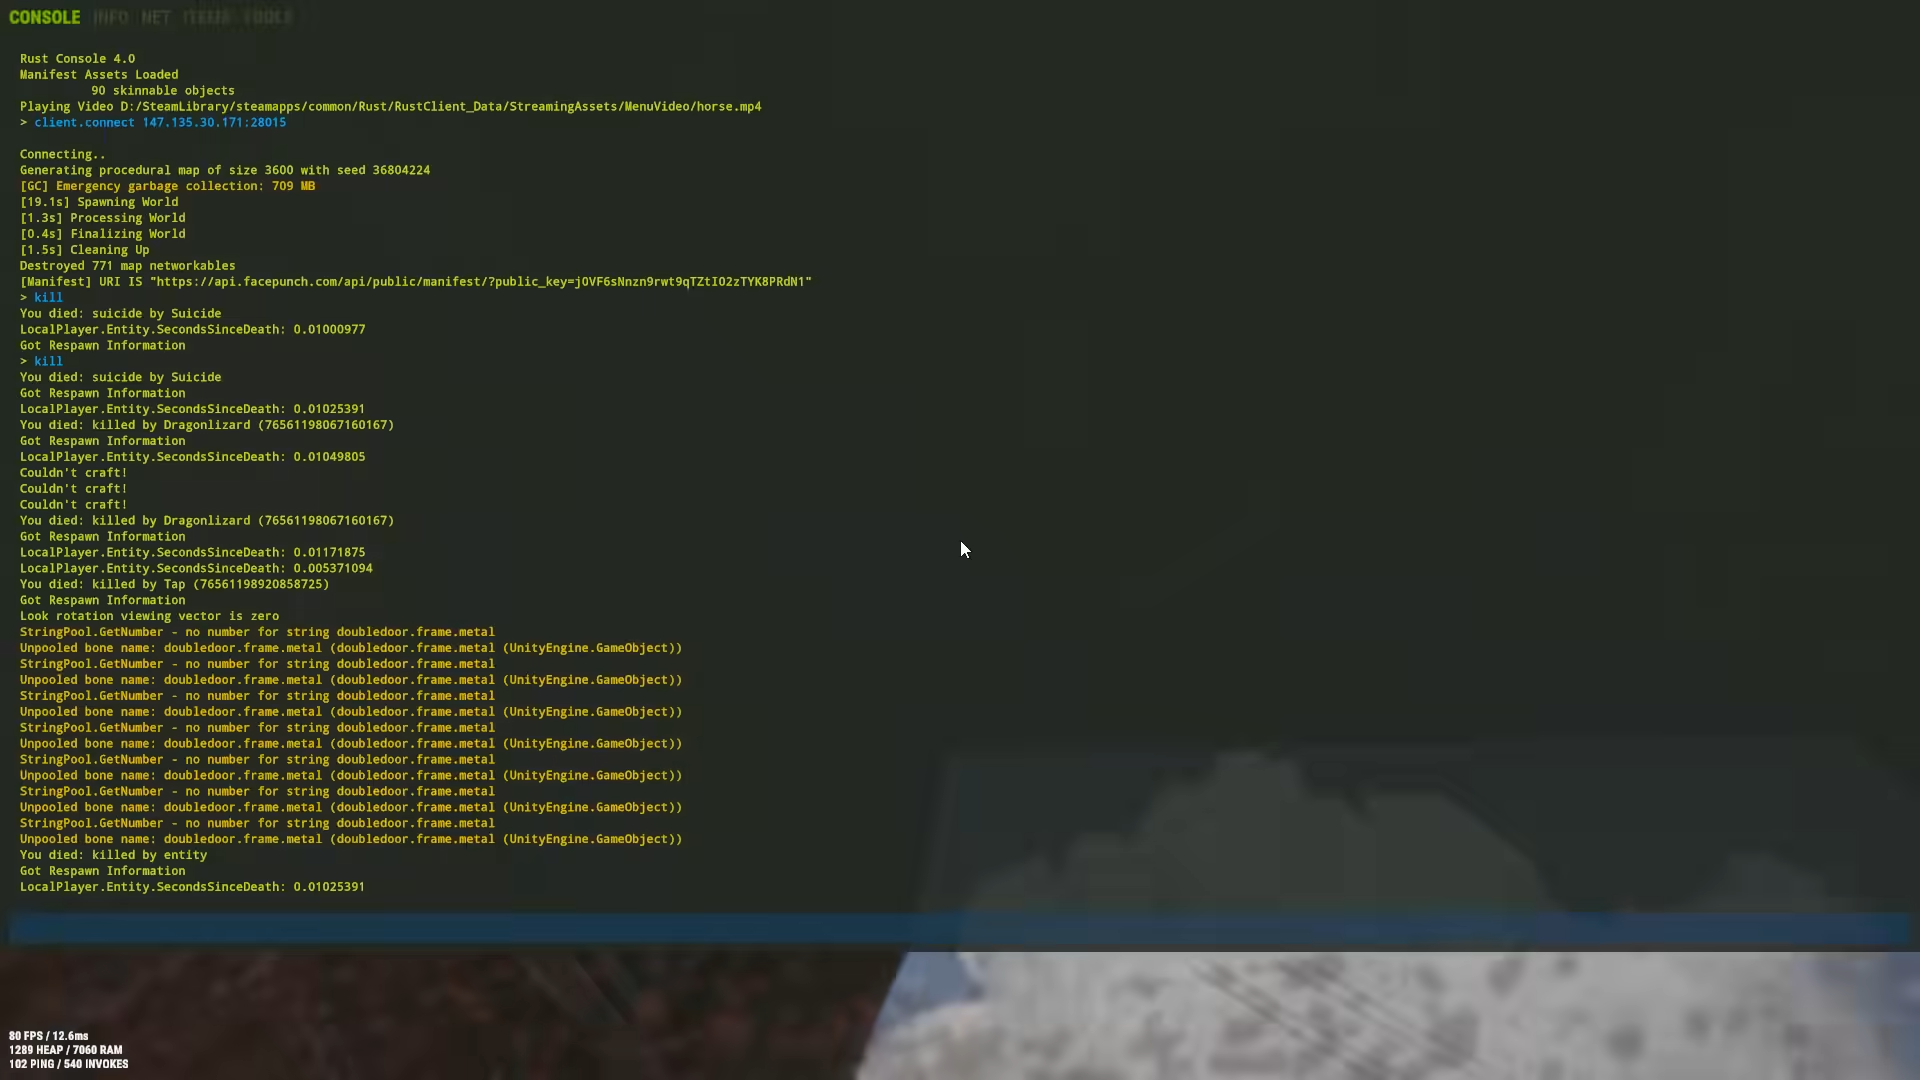 CONSOLE INFO NET ITEMS TOOLS
Rust Console 4.0
Manifest Assets Loaded
90 skinnable objects
Playing Video D:/SteamLibrary/steamapps/common/Rust/RustClient_Data/StreamingAssets/MenuVideo/horse.mp4
> client.connect 147.135.30.171:28015
Connecting..
Generating procedural map of size 3600 with seed 36804224
[GC] Emergency garbage collection: 709 MB
[19.1s] Spawning World
[1.3s] Processing World
[0.4s] Finalizing World
[1.5s] Cleaning Up
Destroyed 771 map networkables
[Manifest] URI IS "https://api.facepunch.com/api/public/manifest/?public_key=jOVF6sNnzn9rwt9qTZtIO2zTYK8PRdN1"
> kill
You died: suicide by Suicide
LocalPlayer.Entity.SecondsSinceDeath: 0.01000977
Got Respawn Information
> kill
You died: suicide by Suicide
Got Respawn Information
LocalPlayer.Entity.SecondsSinceDeath: 0.01025391
You died: killed by Dragonlizard (76561198067160167)
Got Respawn Information
LocalPlayer.Entity.SecondsSinceDeath: 0.01049805
Couldn't craft!
Couldn't craft!
Couldn't craft!
You died: killed by Dragonlizard (76561198067160167)
Got Respawn Information
LocalPlayer.Entity.SecondsSinceDeath: 0.01171875
LocalPlayer.Entity.SecondsSinceDeath: 0.005371094
You died: killed by Tap (76561198920858725)
Got Respawn Information
Look rotation viewing vector is zero
StringPool.GetNumber - no number for string doubledoor.frame.metal
Unpooled bone name: doubledoor.frame.metal (doubledoor.frame.metal (UnityEngine.GameObject))
StringPool.GetNumber - no number for string doubledoor.frame.metal
Unpooled bone name: doubledoor.frame.metal (doubledoor.frame.metal (UnityEngine.GameObject))
StringPool.GetNumber - no number for string doubledoor.frame.metal
Unpooled bone name: doubledoor.frame.metal (doubledoor.frame.metal (UnityEngine.GameObject))
StringPool.GetNumber - no number for string doubledoor.frame.metal
Unpooled bone name: doubledoor.frame.metal (doubledoor.frame.metal (UnityEngine.GameObject))
StringPool.GetNumber - no number for string doubledoor.frame.metal
Unpooled bone name: doubledoor.frame.metal (doubledoor.frame.metal (UnityEngine.GameObject))
StringPool.GetNumber - no number for string doubledoor.frame.metal
Unpooled bone name: doubledoor.frame.metal (doubledoor.frame.metal (UnityEngine.GameObject))
StringPool.GetNumber - no number for string doubledoor.frame.metal
Unpooled bone name: doubledoor.frame.metal (doubledoor.frame.metal (UnityEngine.GameObject))
You died: killed by entity
Got Respawn Information
LocalPlayer.Entity.SecondsSinceDeath: 0.01025391
80 FPS / 12.6ms
1289 HEAP / 7060 RAM
102 PING / 540 INVOKES